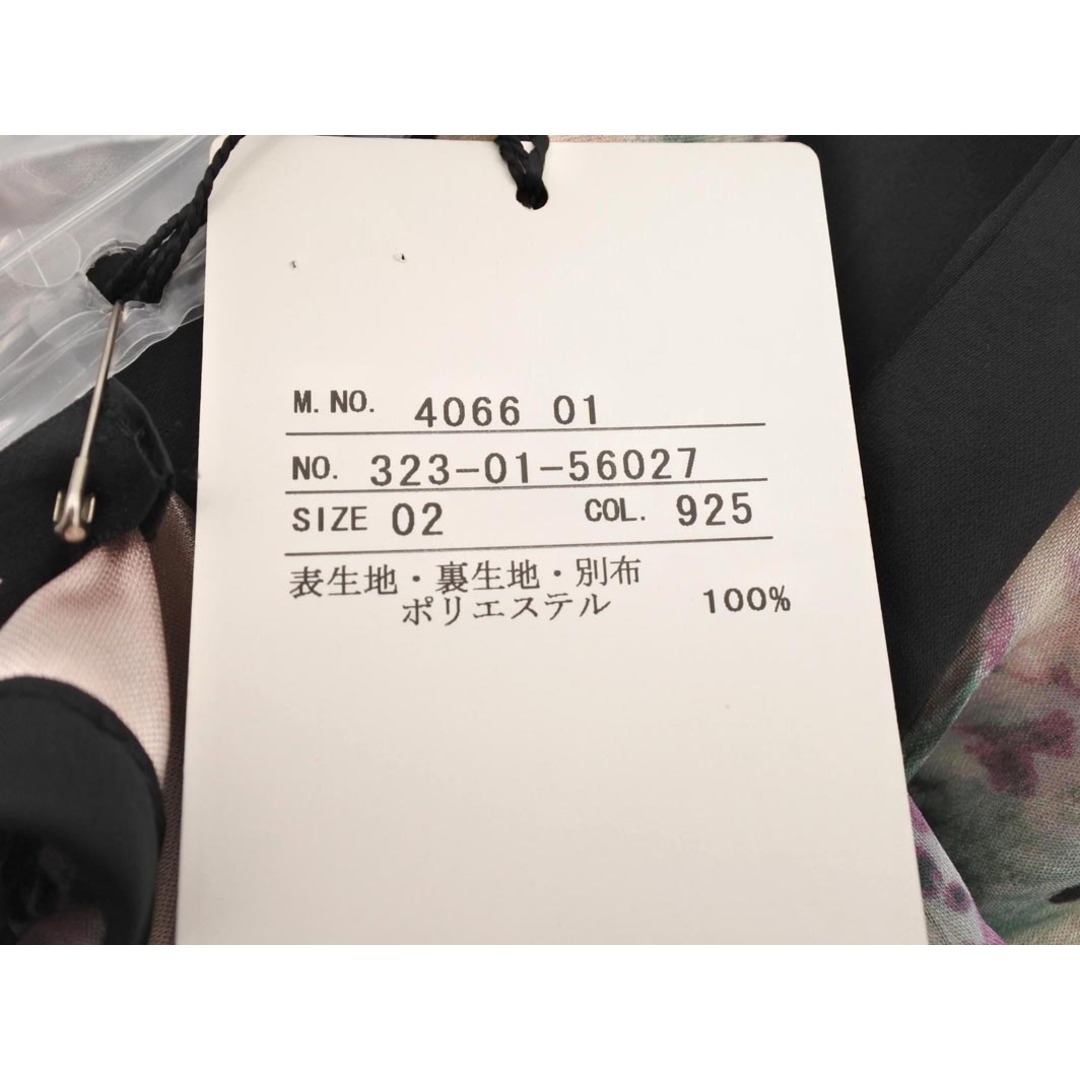 M.NO. 4066 01
NO. 323-01-56027
SIZE 02 COL. 925
表生地・裏生地・別布
ポリエステル 100%